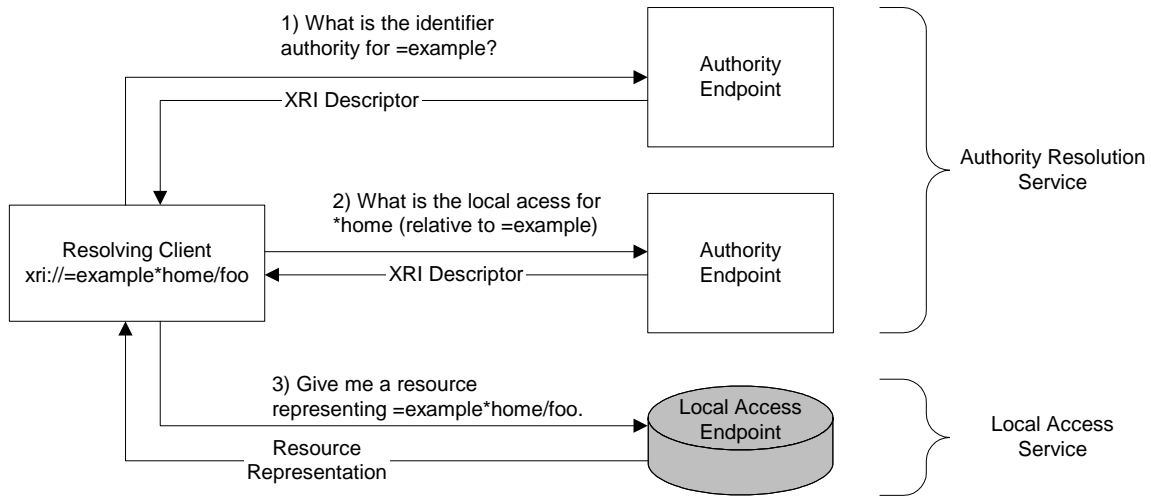 1) What is the identifier
authority for =example?
Authority
Endpoint
XRI Descriptor
Authority Resolution
Service
2) What is the local acess for
*home (relative to =example)
Resolving Client
xri://=example*home/foo
Authority
Endpoint
XRI Descriptor
3) Give me a resource
representing =example*home/foo.
Local Access
Endpoint
Local Access
Service
Resource
Representation